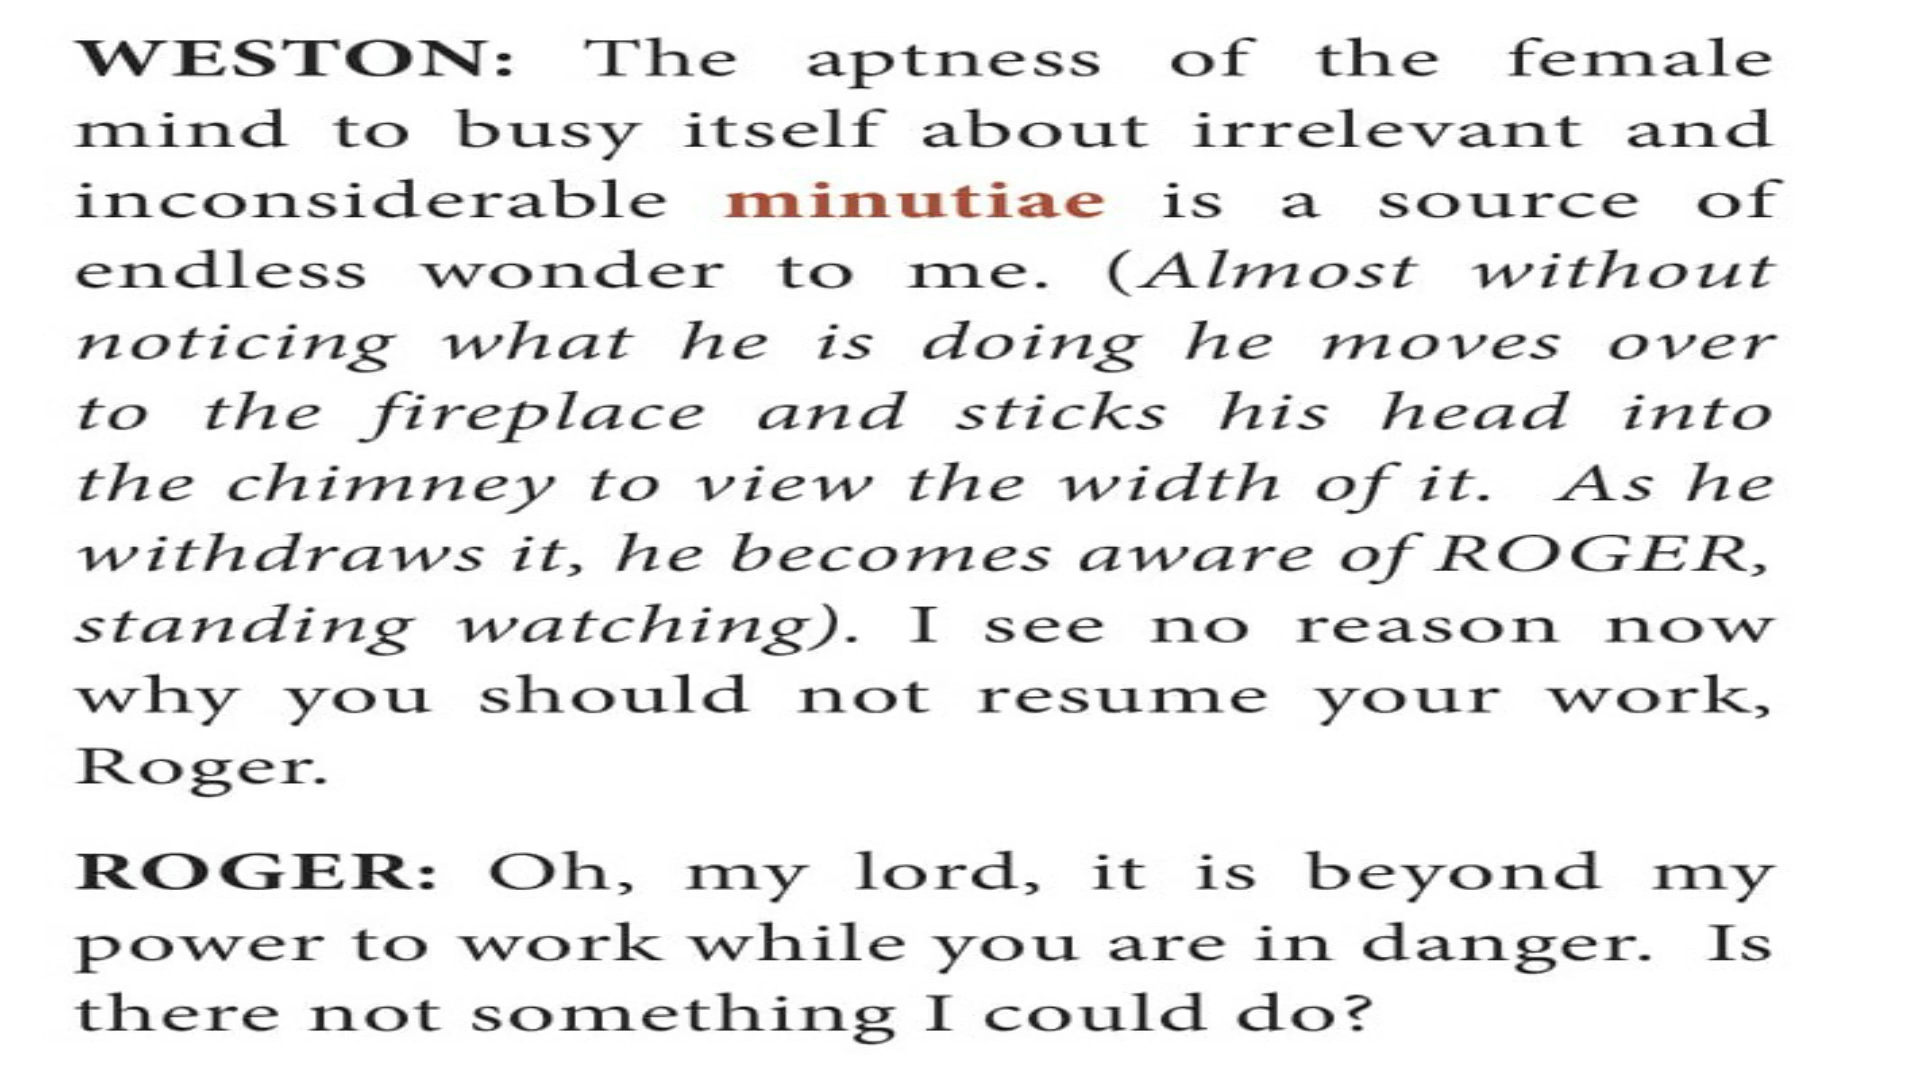 WESTON: The aptness of the female
mind to busy itself about irrelevant and
inconsiderable minutiae is a source of
endless wonder to me. (Almost without
noticing what he is doing he moves over
to the fireplace and sticks his head into
the chimney to view the width of it. As he
withdraws it, he becomes aware of ROGER,
standing watching). I see no reason now
why you should not resume your work,
Roger.
ROGER: Oh, my lord, it is beyond my
power to work while you are in danger. Is
there not something I could do?